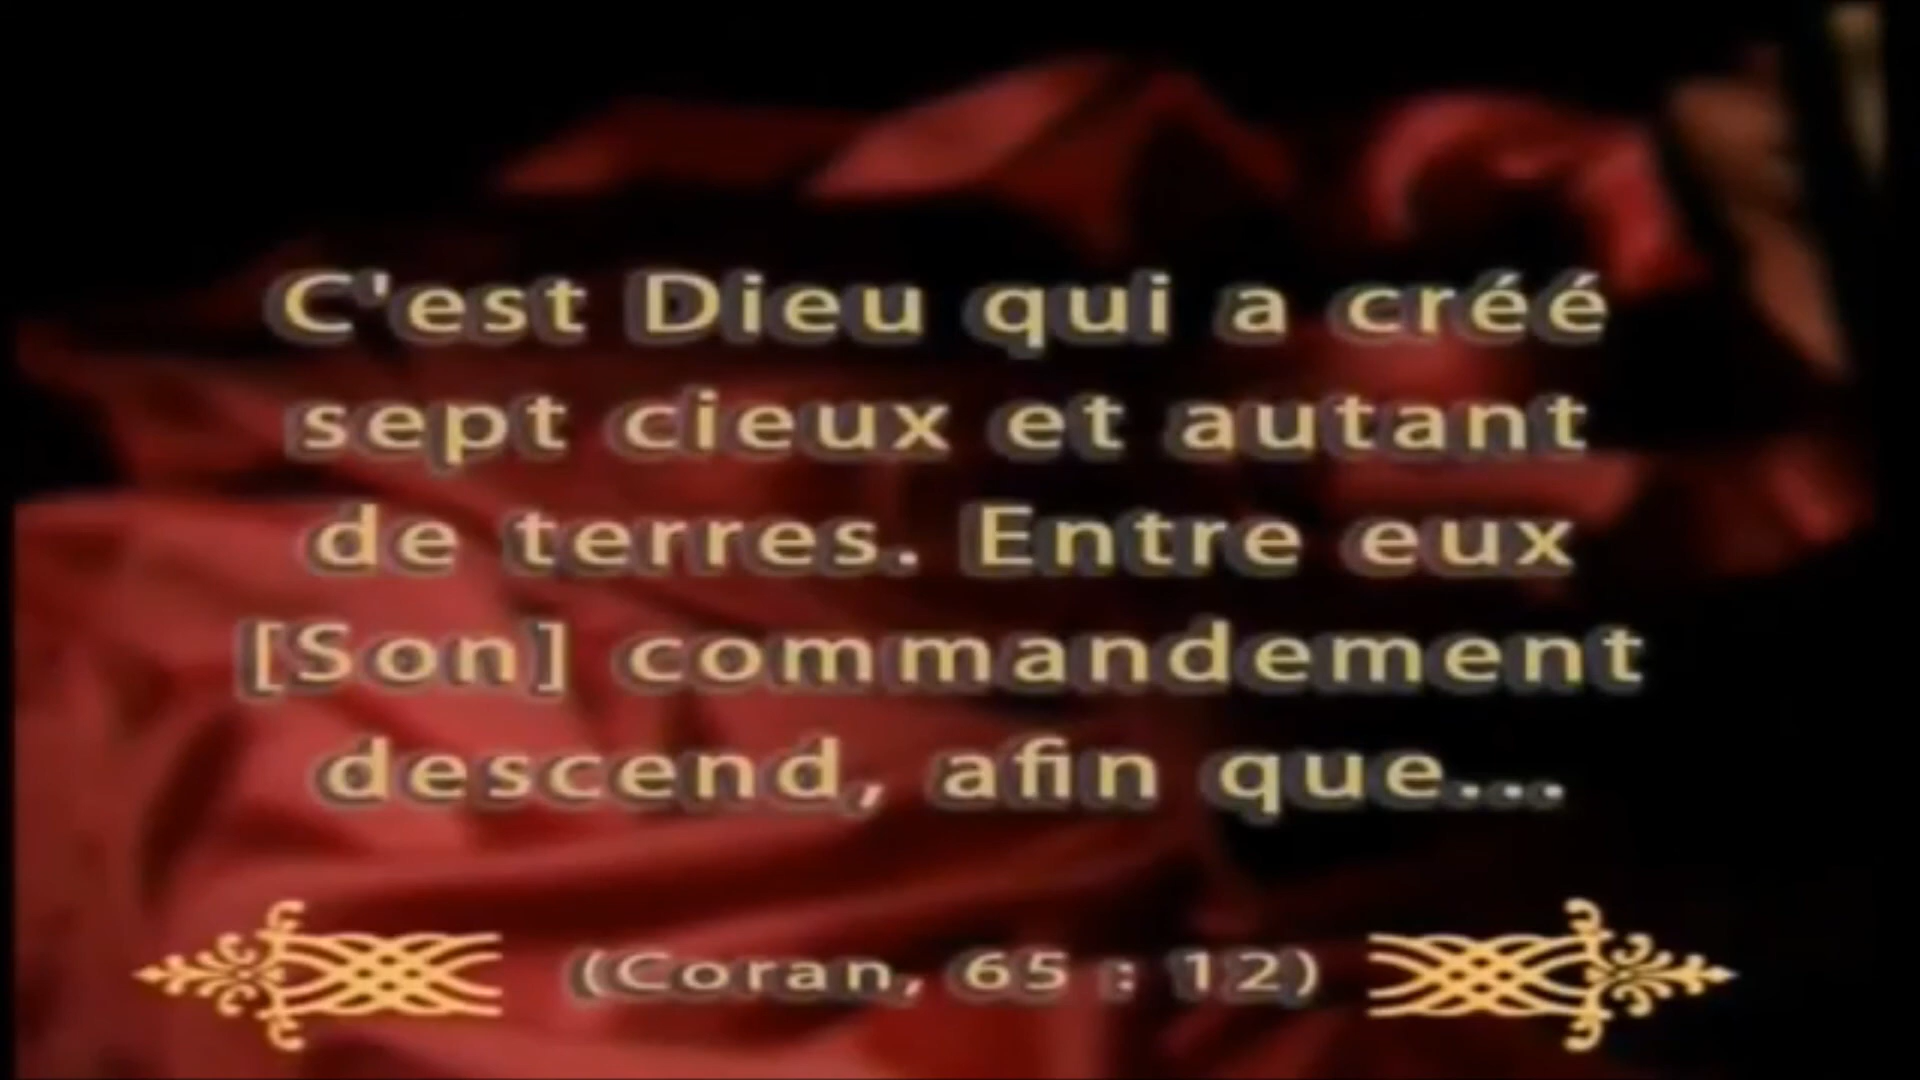 C'est Dieu qui a créé
sept cieux et autant
de terres. Entre eux
[Son] commandement
descend, afin que...
(Coran, 65 : 12)